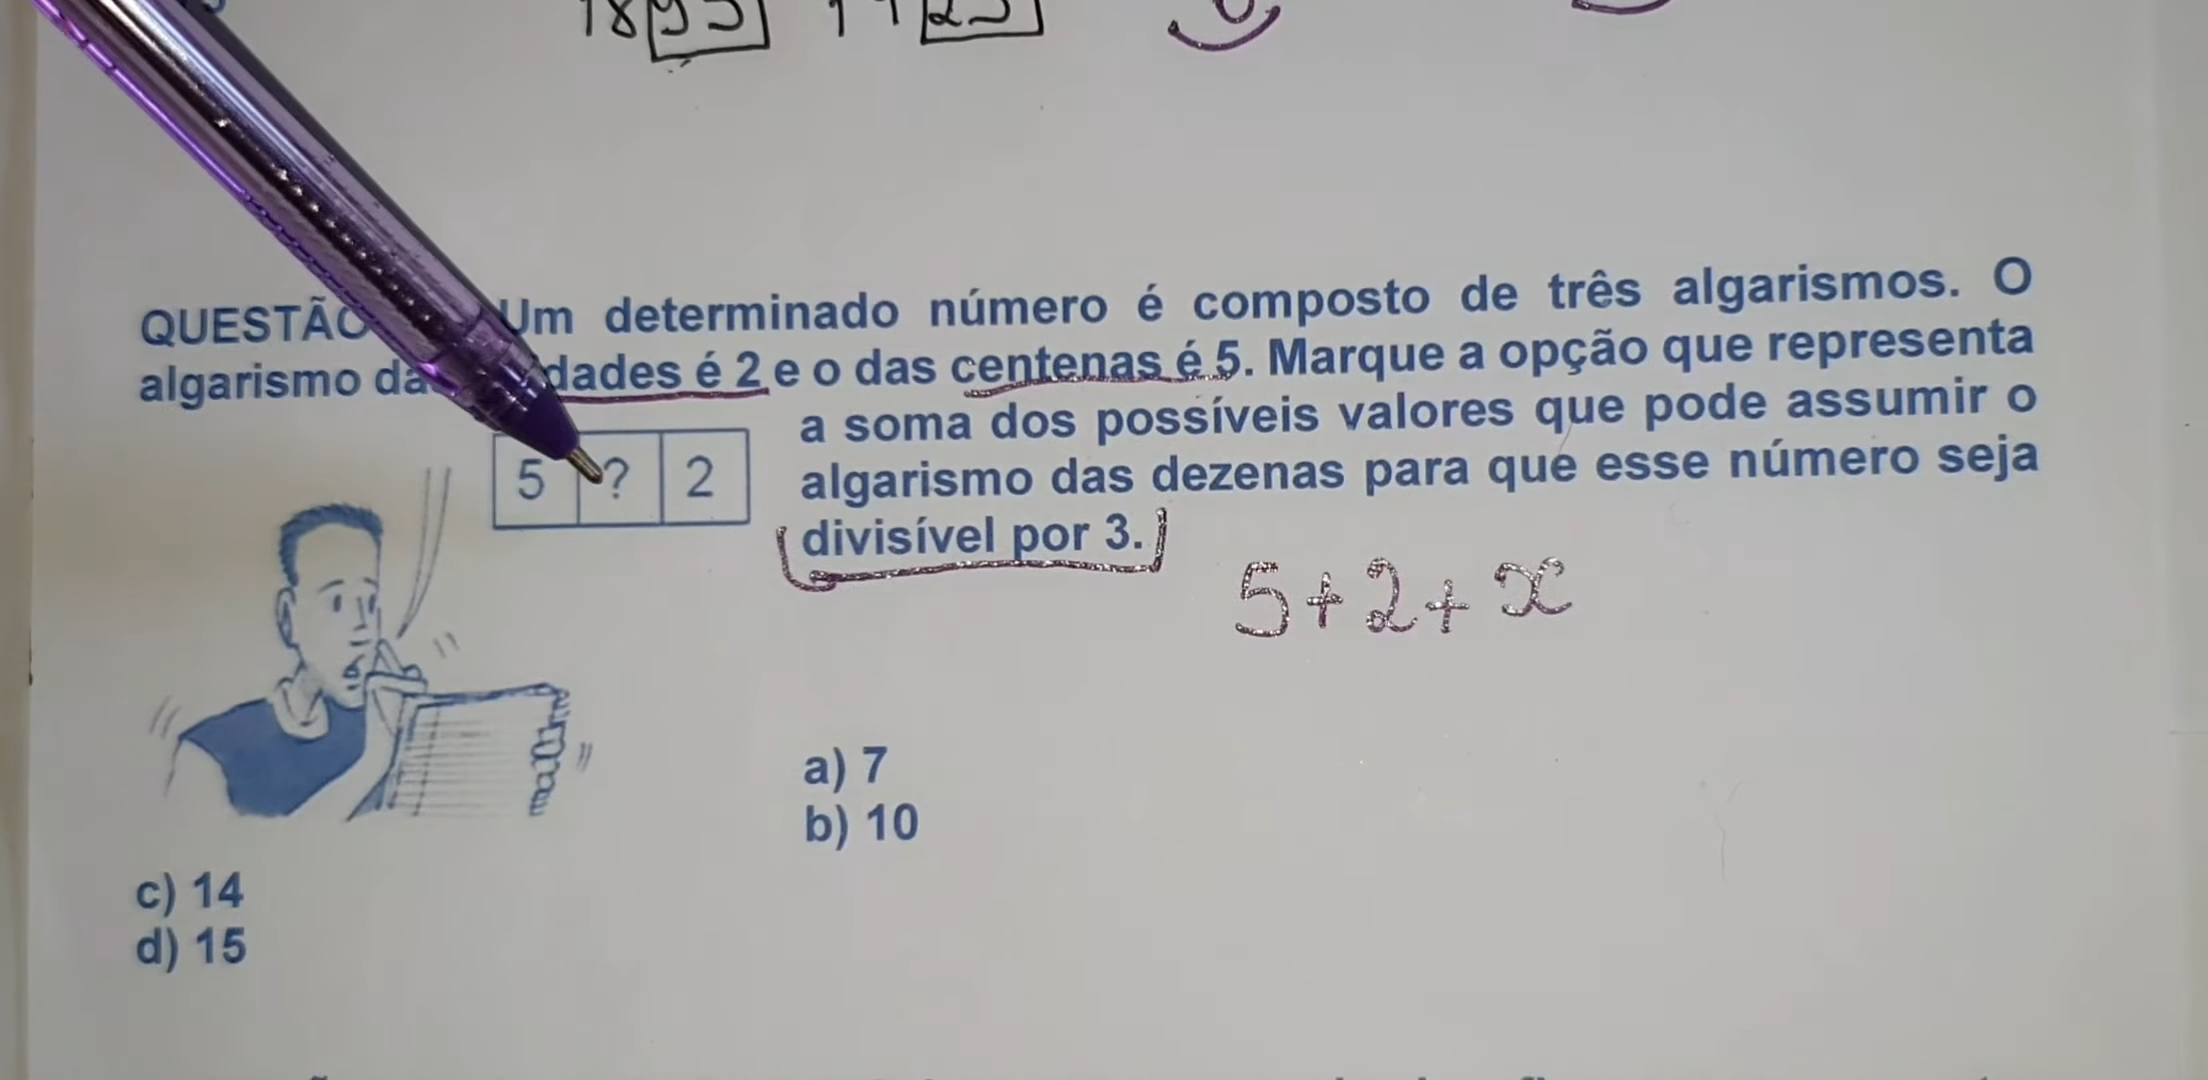 QUESTÃO Um determinado número é composto de três algarismos. O
algarismo da dades é 2 e o das centenas é 5. Marque a opção que representa
a soma dos possíveis valores que pode assumir o
algarismo das dezenas para que esse número seja
divisível por 3.
5 ? 2
5+2+x
a) 7
b) 10
c) 14
d) 15